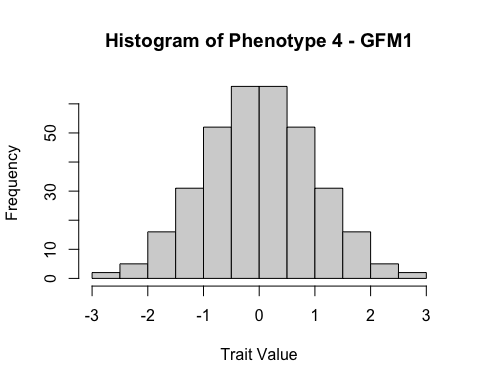 Histogram of Phenotype 4 - GFM1
Frequency
50
30
10
0
-3 -2 -1 0 1 2 3
Trait Value